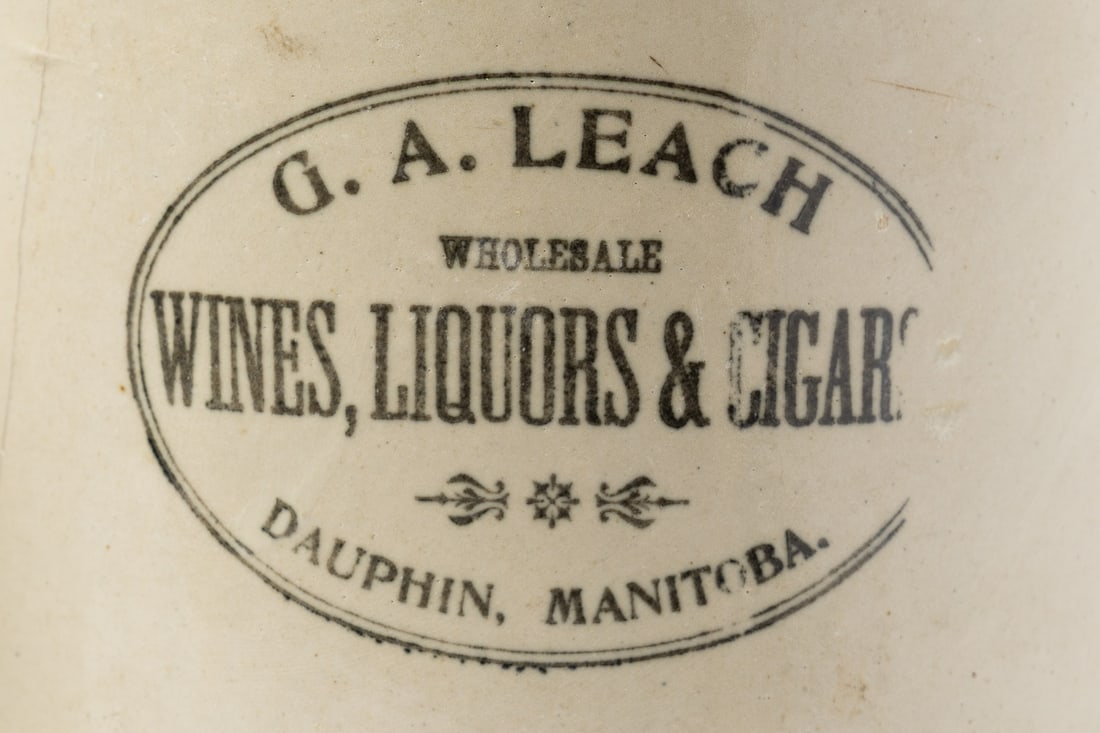 G. A. LEACH
WHOLESALE
WINES, LIQUORS & CIGARS
DAUPHIN, MANITOBA.